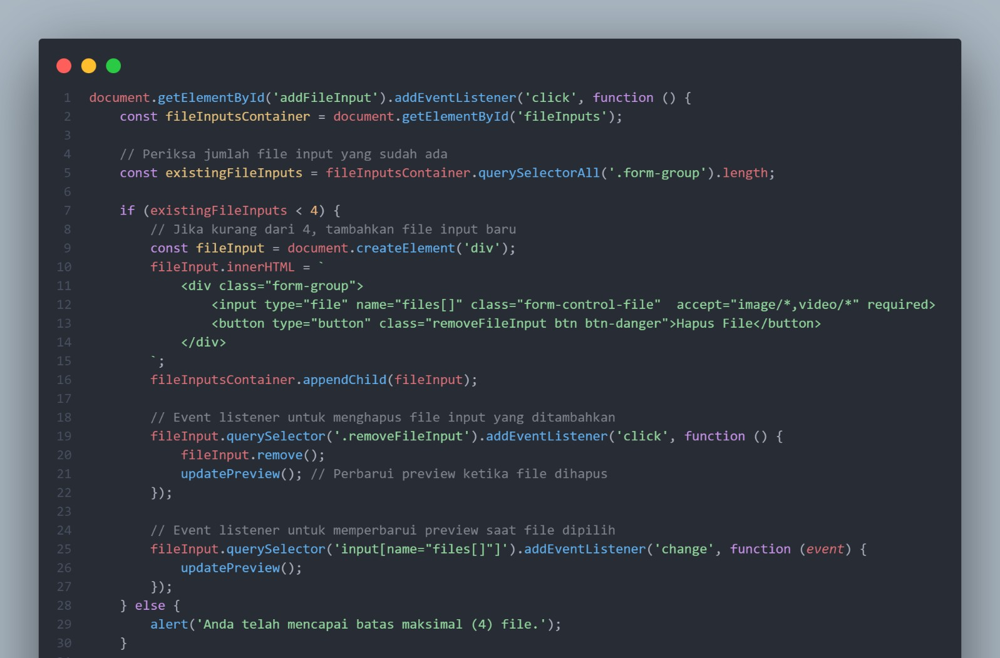 1 document.getElementById('addFileInput').addEventListener('click', function () {
2     const fileInputsContainer = document.getElementById('fileInputs');
3
4     // Periksa jumlah file input yang sudah ada
5     const existingFileInputs = fileInputsContainer.querySelectorAll('.form-group').length;
6
7     if (existingFileInputs < 4) {
8         // Jika kurang dari 4, tambahkan file input baru
9         const fileInput = document.createElement('div');
10         fileInput.innerHTML = `
11             <div class="form-group">
12                 <input type="file" name="files[]" class="form-control-file"  accept="image/*,video/*" required>
13                 <button type="button" class="removeFileInput btn btn-danger">Hapus File</button>
14             </div>
15         `;
16         fileInputsContainer.appendChild(fileInput);
17
18         // Event listener untuk menghapus file input yang ditambahkan
19         fileInput.querySelector('.removeFileInput').addEventListener('click', function () {
20             fileInput.remove();
21             updatePreview(); // Perbarui preview ketika file dihapus
22         });
23
24         // Event listener untuk memperbarui preview saat file dipilih
25         fileInput.querySelector('input[name="files[]"]').addEventListener('change', function (event) {
26             updatePreview();
27         });
28     } else {
29         alert('Anda telah mencapai batas maksimal (4) file.');
30     }